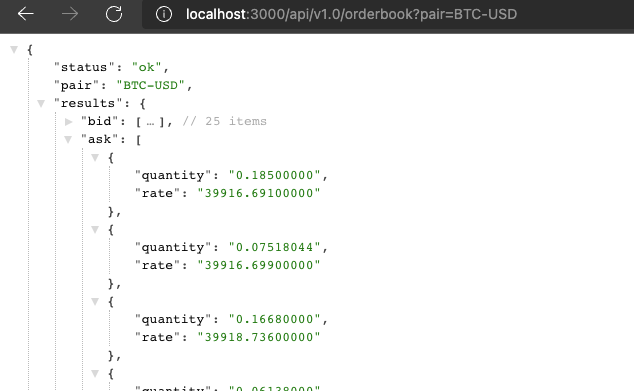 localhost:3000/api/v1.0/orderbook?pair=BTC-USD
{
"status": "ok",
"pair": "BTC-USD",
"results": {
"bid": [ … ], // 25 items
"ask": [
{
"quantity": "0.18500000",
"rate": "39916.69100000"
},
{
"quantity": "0.07518044",
"rate": "39916.69900000"
},
{
"quantity": "0.16680000",
"rate": "39918.73600000"
},
{
"quantity": "0.06138000",